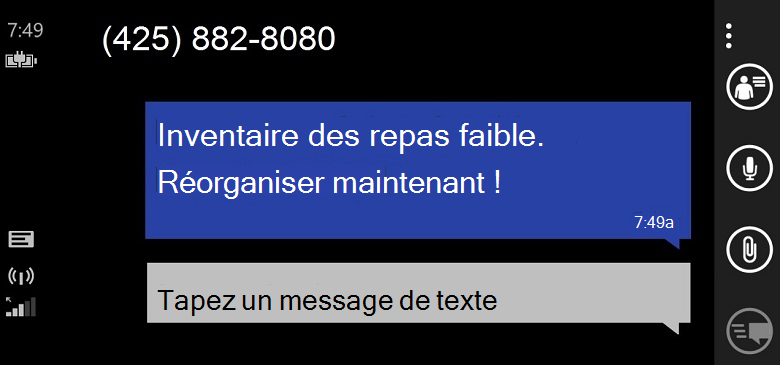 7:49
(425) 882-8080
Inventaire des repas faible.
Réorganiser maintenant !
7:49a
Tapez un message de texte